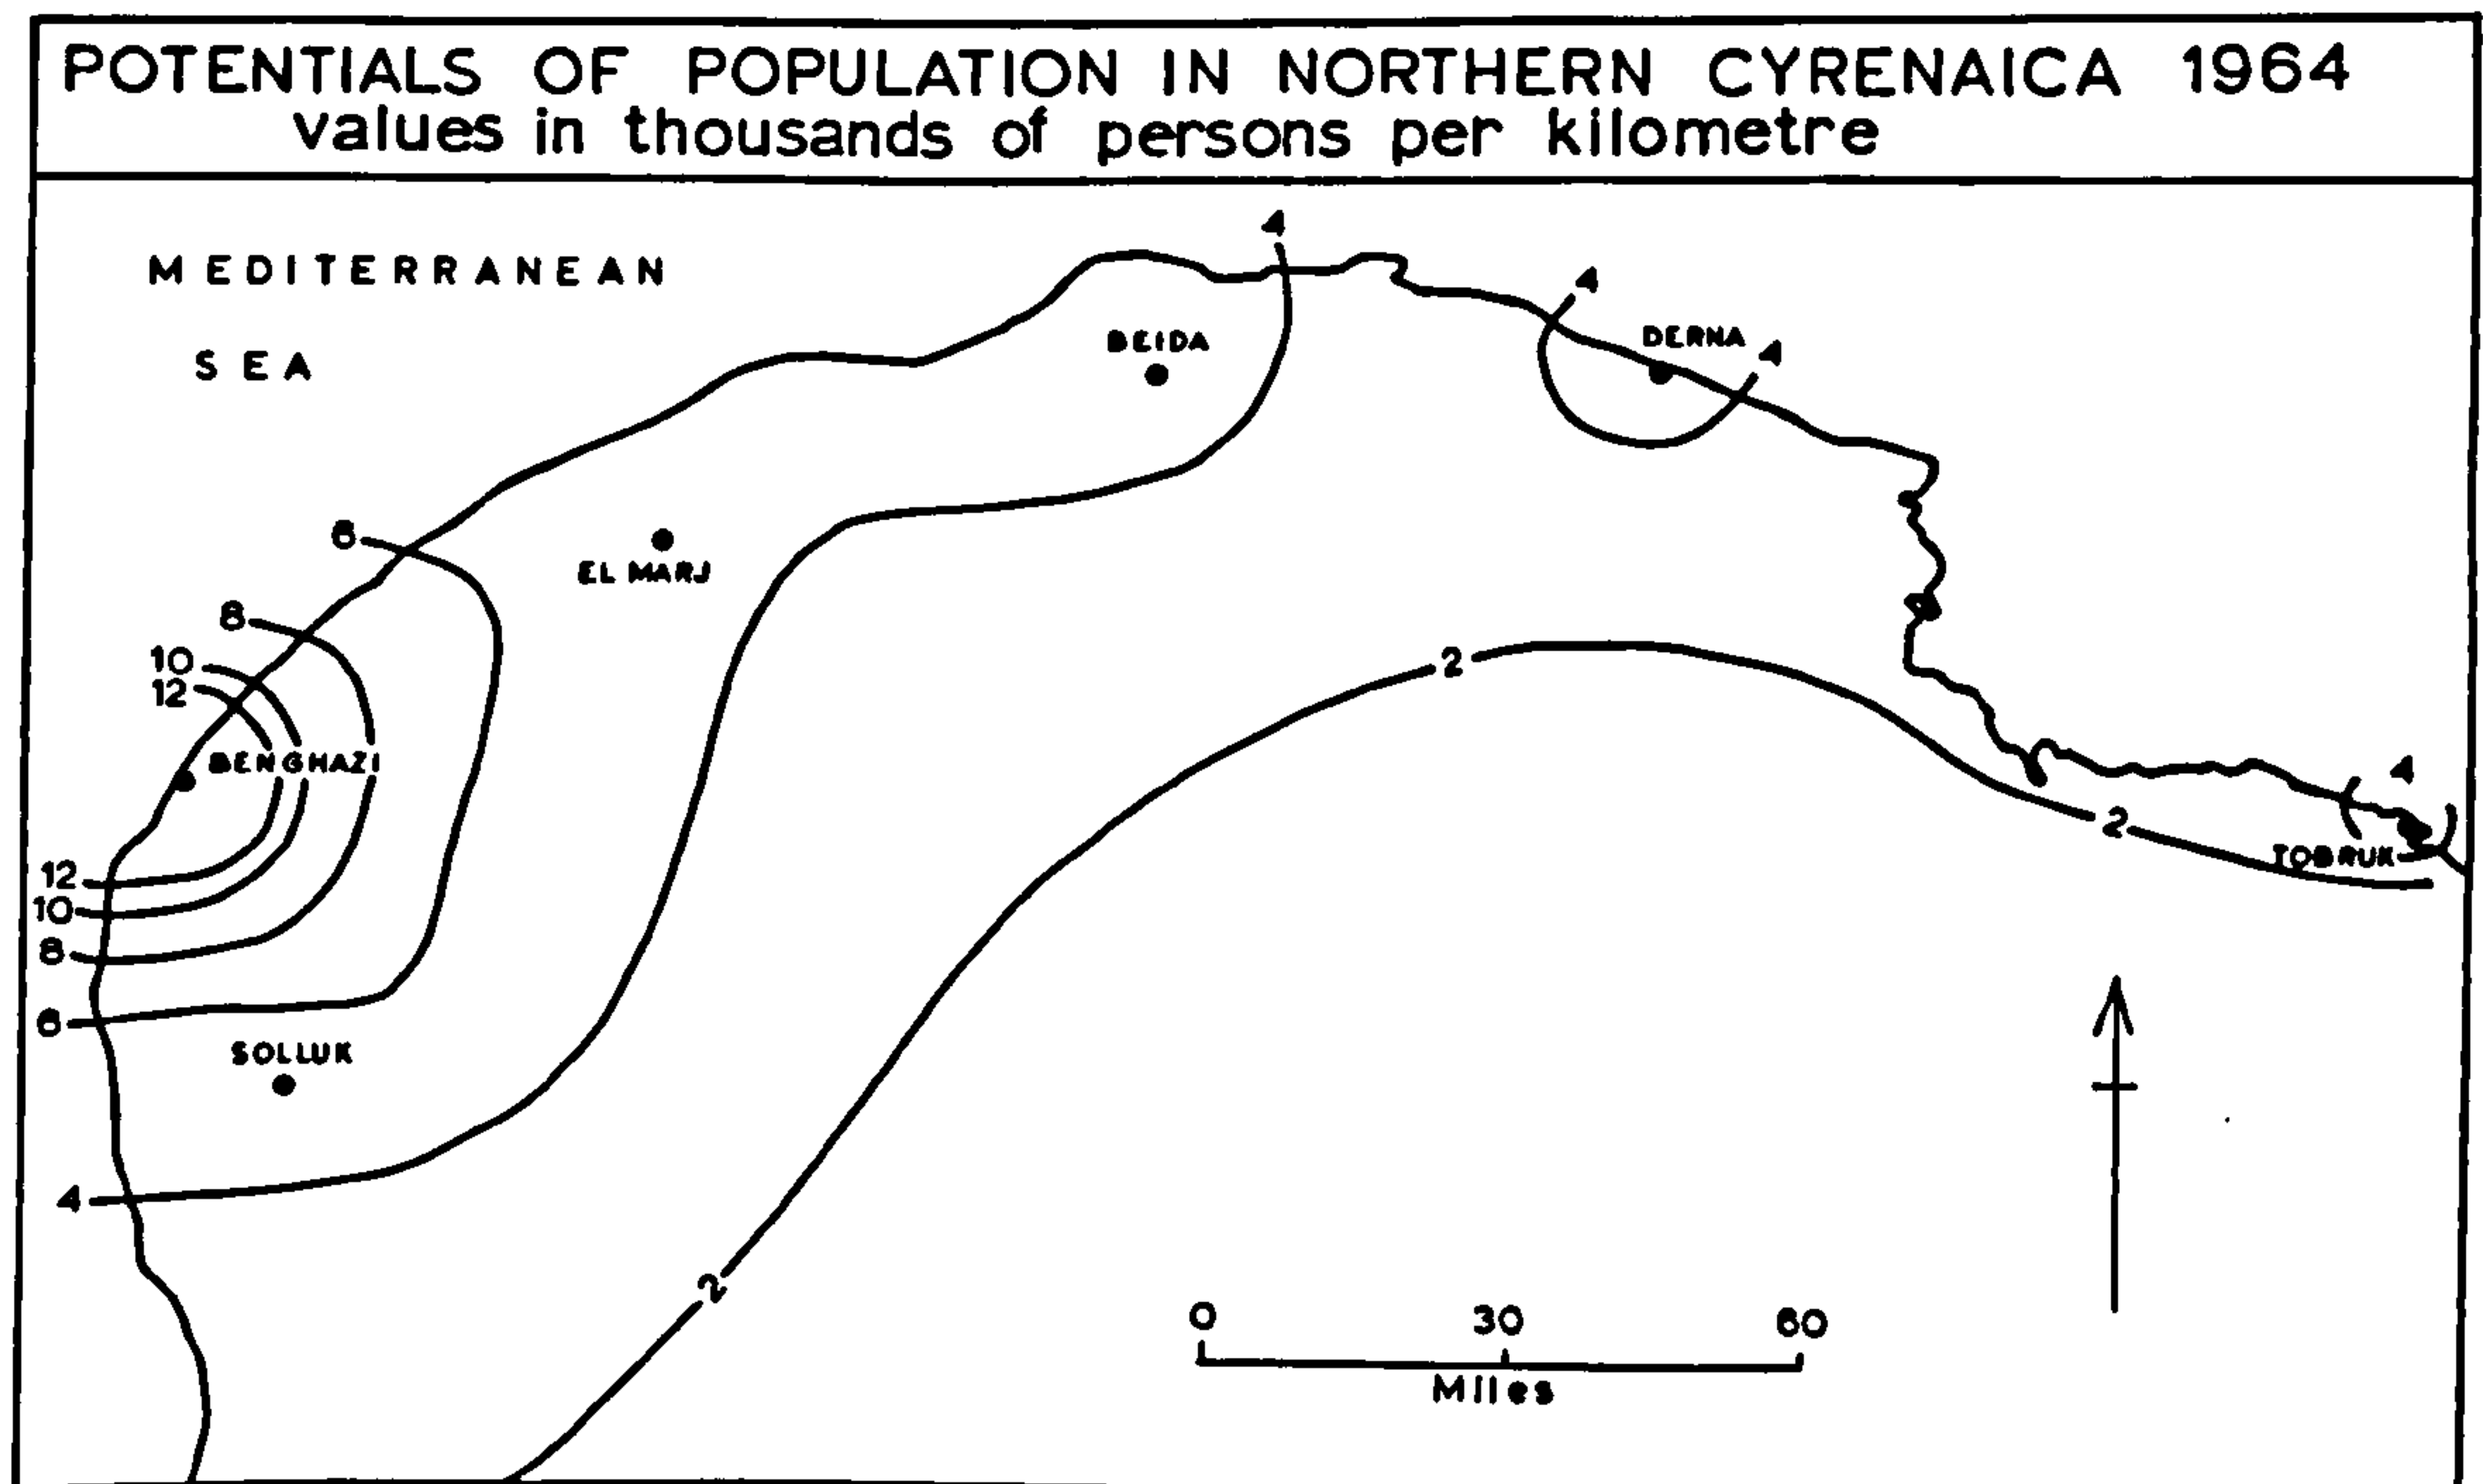 POTENTIALS OF POPULATION IN NORTHERN CYRENAICA 1964
values in thousands of persons per kilometre
4
MEDITERRANEAN
4
BEIDA
DERNA
4
SEA
6
EL MARJ
8
10
2
12
BENGHAZI
4
2
TOBRUK
12
10
8
6
SOLLUK
4
2
0 30 60
Miles